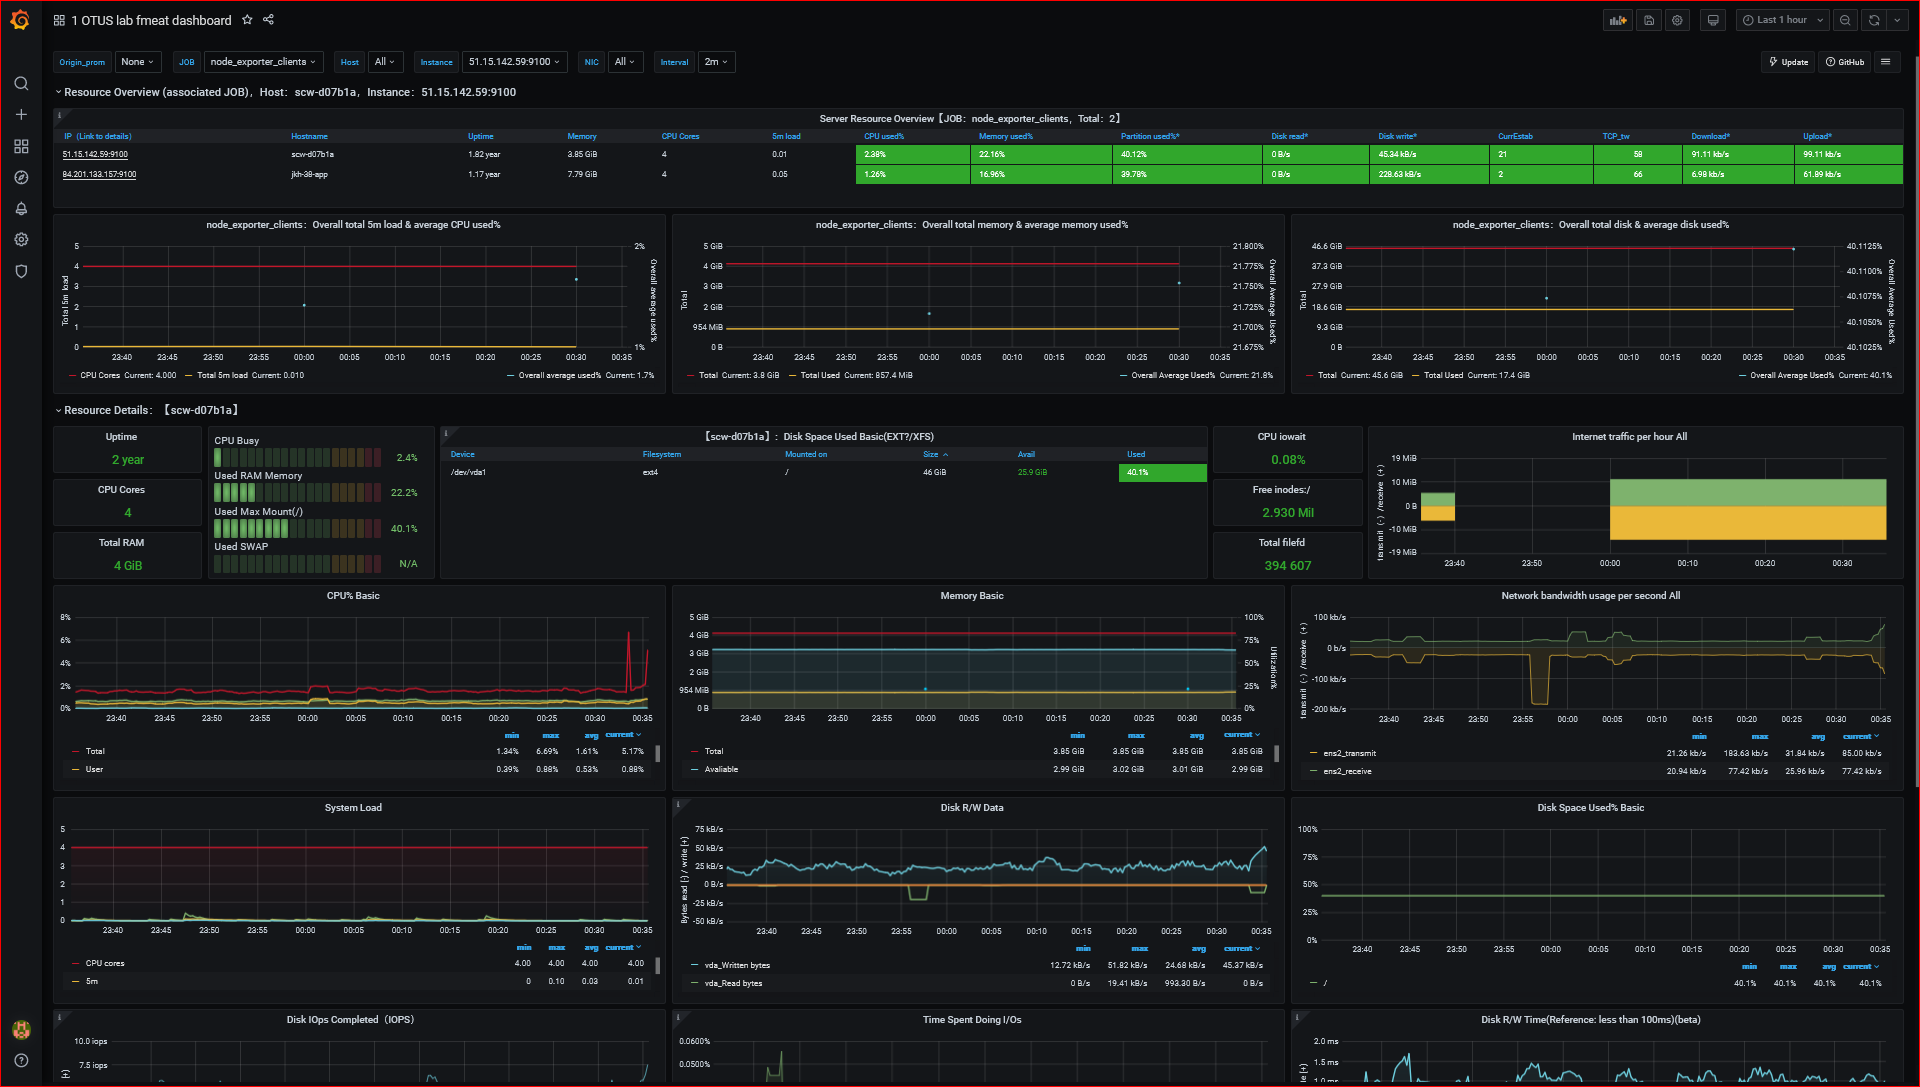 1 OTUS lab fmeat dashboard
Last 1 hour
Origin_prom None JOB node_exporter_clients Host All Instance 51.15.142.59:9100 NIC All Interval 2m Update GitHub
Resource Overview (associated JOB), Host: scw-d07b1a, Instance: 51.15.142.59:9100
Server Resource Overview【JOB: node_exporter_clients, Total: 2】
IP (Link to details) Hostname Uptime Memory CPU Cores 5m load CPU used% Memory used% Partition used%* Disk read* Disk write* CurrEstab TCP_tw Download* Upload*
51.15.142.59:9100 scw-d07b1a 1.82 year 3.85 GiB 4 0.01 2.38% 22.16% 40.12% 0 B/s 45.34 kB/s 21 58 91.11 kb/s 99.11 kb/s
84.201.133.157:9100 jkh-38-app 1.17 year 7.79 GiB 4 0.05 1.26% 16.96% 39.78% 0 B/s 228.63 kB/s 2 66 6.98 kb/s 61.89 kb/s
node_exporter_clients: Overall total 5m load & average CPU used%
Total 5m load
5
4
3
2
1
0
2%
1%
Overall average used%
23:40 23:45 23:50 23:55 00:00 00:05 00:10 00:15 00:20 00:25 00:30 00:35
CPU Cores Current: 4.000 Total 5m load Current: 0.010 Overall average used% Current: 1.7%
node_exporter_clients: Overall total memory & average memory used%
Total
5 GiB
4 GiB
3 GiB
2 GiB
954 MiB
0 B
21.800%
21.775%
21.750%
21.725%
21.700%
21.675%
Overall Average Used%
23:40 23:45 23:50 23:55 00:00 00:05 00:10 00:15 00:20 00:25 00:30 00:35
Total Current: 3.8 GiB Total Used Current: 857.4 MiB Overall Average Used% Current: 21.8%
node_exporter_clients: Overall total disk & average disk used%
Total
46.6 GiB
37.3 GiB
27.9 GiB
18.6 GiB
9.3 GiB
0 B
40.1125%
40.1100%
40.1075%
40.1050%
40.1025%
Overall Average Used%
23:40 23:45 23:50 23:55 00:00 00:05 00:10 00:15 00:20 00:25 00:30 00:35
Total Current: 45.6 GiB Total Used Current: 17.4 GiB Overall Average Used% Current: 40.1%
Resource Details: 【scw-d07b1a】
Uptime
2 year
CPU Cores
4
Total RAM
4 GiB
CPU Busy
2.4%
Used RAM Memory
22.2%
Used Max Mount(/)
40.1%
Used SWAP
N/A
【scw-d07b1a】: Disk Space Used Basic(EXT?/XFS)
Device Filesystem Mounted on Size Avail Used
/dev/vda1 ext4 / 46 GiB 25.9 GiB 40.1%
CPU iowait
0.08%
Free inodes:/
2.930 Mil
Total filefd
394 607
Internet traffic per hour All
transmit (-) /receive (+)
19 MiB
10 MiB
0 B
-10 MiB
-19 MiB
23:40 23:50 00:00 00:10 00:20 00:30
CPU% Basic
8%
6%
4%
2%
0%
23:40 23:45 23:50 23:55 00:00 00:05 00:10 00:15 00:20 00:25 00:30 00:35
min max avg current
Total 1.34% 6.69% 1.61% 5.17%
User 0.39% 0.88% 0.53% 0.88%
Memory Basic
5 GiB
4 GiB
3 GiB
2 GiB
954 MiB
0 B
100%
75%
50%
25%
0%
Utilization%
23:40 23:45 23:50 23:55 00:00 00:05 00:10 00:15 00:20 00:25 00:30 00:35
min max avg current
Total 3.85 GiB 3.85 GiB 3.85 GiB 3.85 GiB
Avaliable 2.99 GiB 3.02 GiB 3.01 GiB 2.99 GiB
Network bandwidth usage per second All
transmit (-) /receive (+)
100 kb/s
0 b/s
-100 kb/s
-200 kb/s
23:40 23:45 23:50 23:55 00:00 00:05 00:10 00:15 00:20 00:25 00:30 00:35
min max avg current
ens2_transmit 21.26 kb/s 183.63 kb/s 31.84 kb/s 85.00 kb/s
ens2_receive 20.94 kb/s 77.42 kb/s 25.96 kb/s 77.42 kb/s
System Load
5
4
3
2
1
0
23:40 23:45 23:50 23:55 00:00 00:05 00:10 00:15 00:20 00:25 00:30 00:35
min max avg current
CPU cores 4.00 4.00 4.00 4.00
5m 0 0.10 0.03 0.01
Disk R/W Data
Bytes read (-) / write (+)
75 kB/s
50 kB/s
25 kB/s
0 B/s
-25 kB/s
-50 kB/s
23:40 23:45 23:50 23:55 00:00 00:05 00:10 00:15 00:20 00:25 00:30 00:35
min max avg current
vda_Written bytes 12.72 kB/s 51.82 kB/s 24.68 kB/s 45.37 kB/s
vda_Read bytes 0 B/s 19.41 kB/s 993.30 B/s 0 B/s
Disk Space Used% Basic
100%
75%
50%
25%
0%
23:40 23:45 23:50 23:55 00:00 00:05 00:10 00:15 00:20 00:25 00:30 00:35
min max avg current
/ 40.1% 40.1% 40.1% 40.1%
Disk IOps Completed (IOPS)
10.0 iops
7.5 iops
Time Spent Doing I/Os
0.0600%
0.0500%
Disk R/W Time(Reference: less than 100ms)(beta)
2.0 ms
1.5 ms
1.0 ms